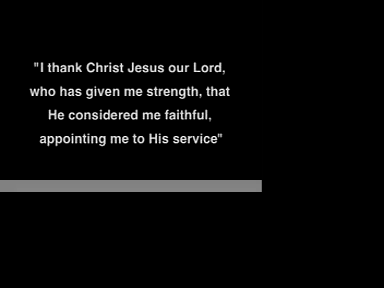 "I thank Christ Jesus our Lord,
who has given me strength, that
He considered me faithful,
appointing me to His service"